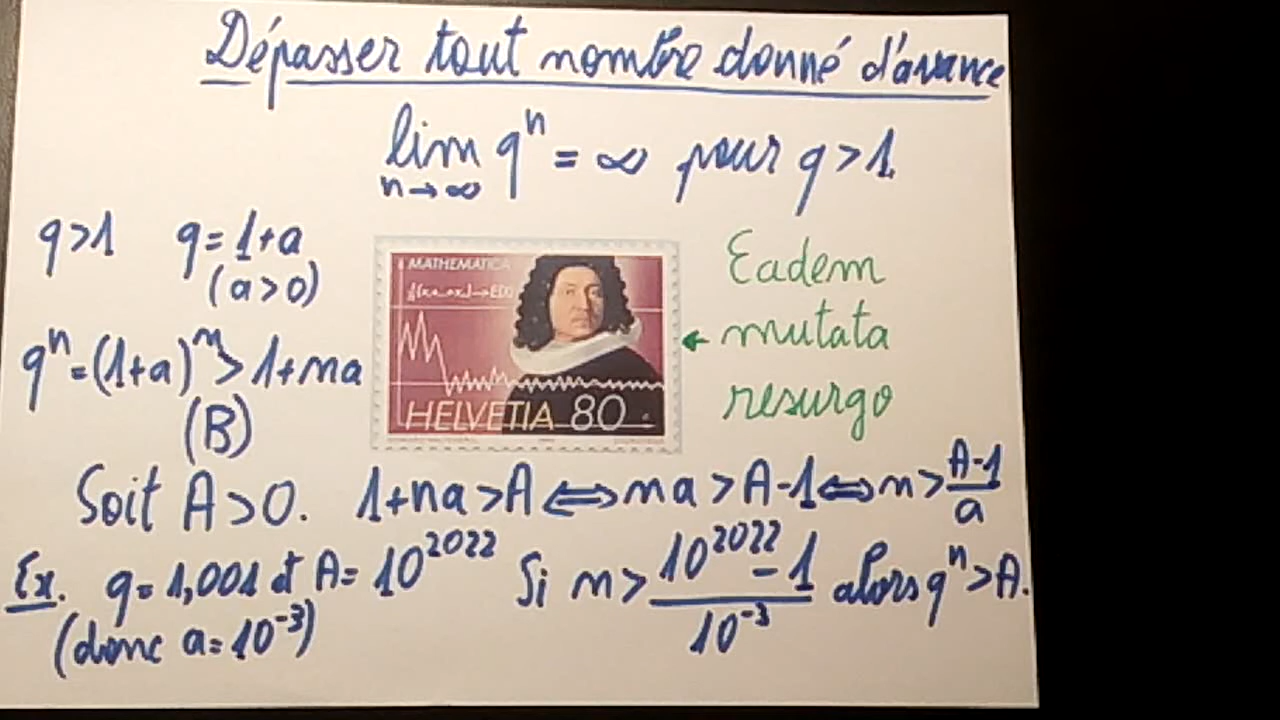 Dépasser tout nombre donné d'avance
lim qⁿ = ∞ pour q > 1.
n→∞
q>1 q = 1+a
(a>0)
qⁿ = (1+a)ⁿ > 1+na
(B)
MATHEMATICA
HELVETIA 80
Eadem
← mutata
resurgo
Soit A>0. 1+na>A ⇔ na>A-1 ⇔ n> (A-1)/a
Ex. q=1,001 et A= 10²⁰²² Si n> (10²⁰²²-1)/10⁻³ alors qⁿ>A.
(donc a=10⁻³)